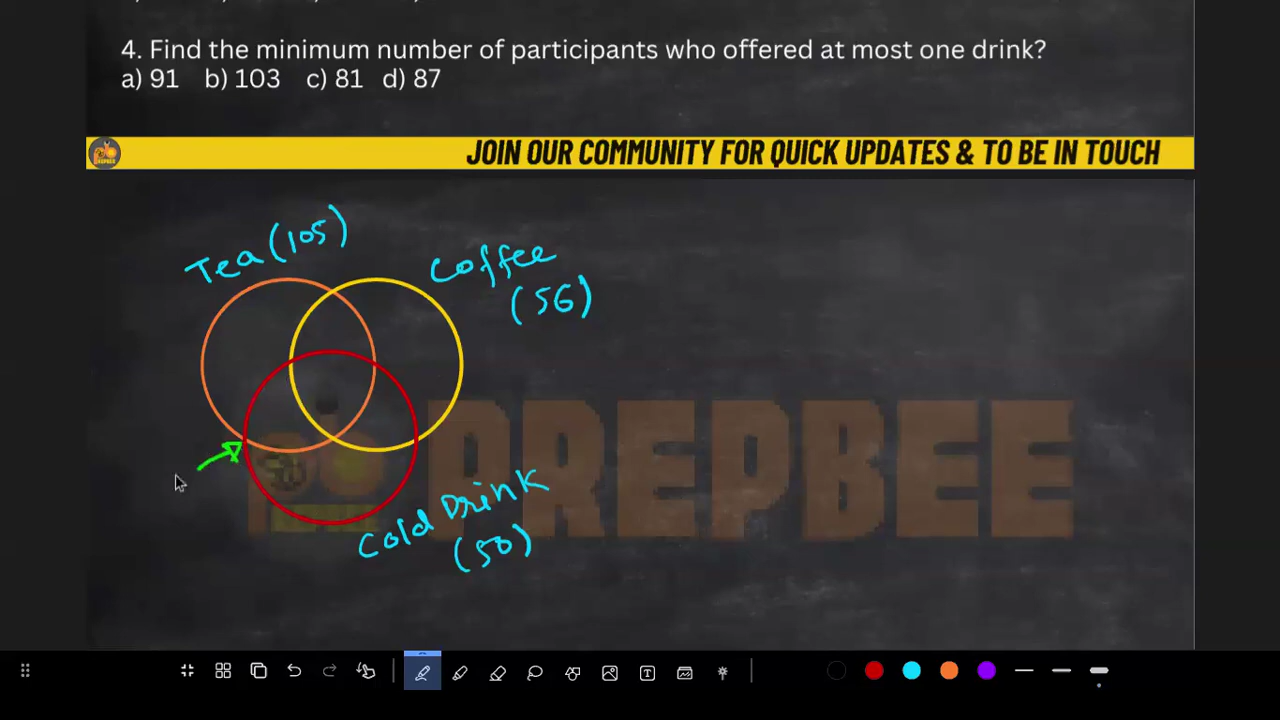 4. Find the minimum number of participants who offered at most one drink?
a) 91 b) 103 c) 81 d) 87
JOIN OUR COMMUNITY FOR QUICK UPDATES & TO BE IN TOUCH
Tea (105)
Coffee
(56)
PREPBEE
Cold Drink
(50)